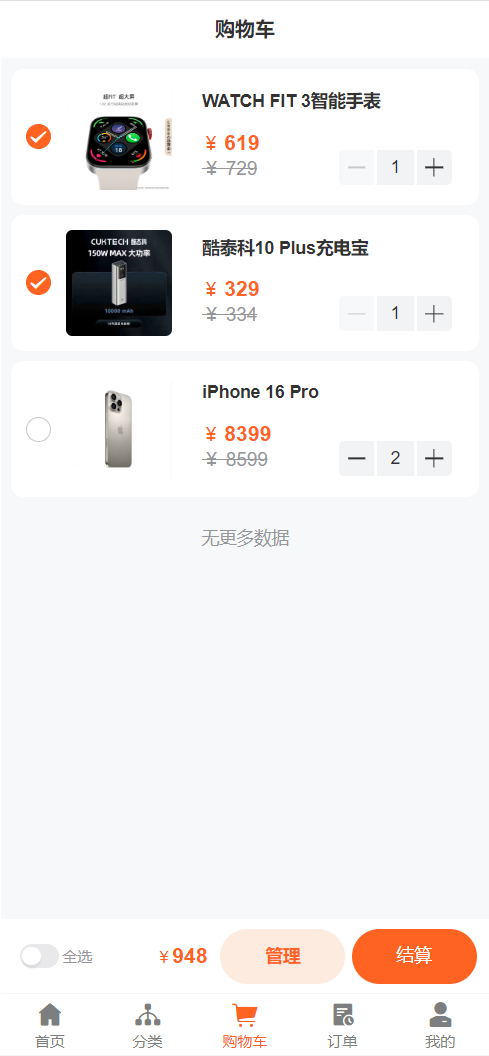 购物车
超FIT 超大屏
WATCH FIT 3智能手表
¥ 619
¥ 729
1
CUKTECH 酷态科
150W MAX 大功率
10000 mAh
酷泰科10 Plus充电宝
¥ 329
¥ 334
1
iPhone 16 Pro
¥ 8399
¥ 8599
2
无更多数据
全选
¥948
管理
结算
首页
分类
购物车
订单
我的